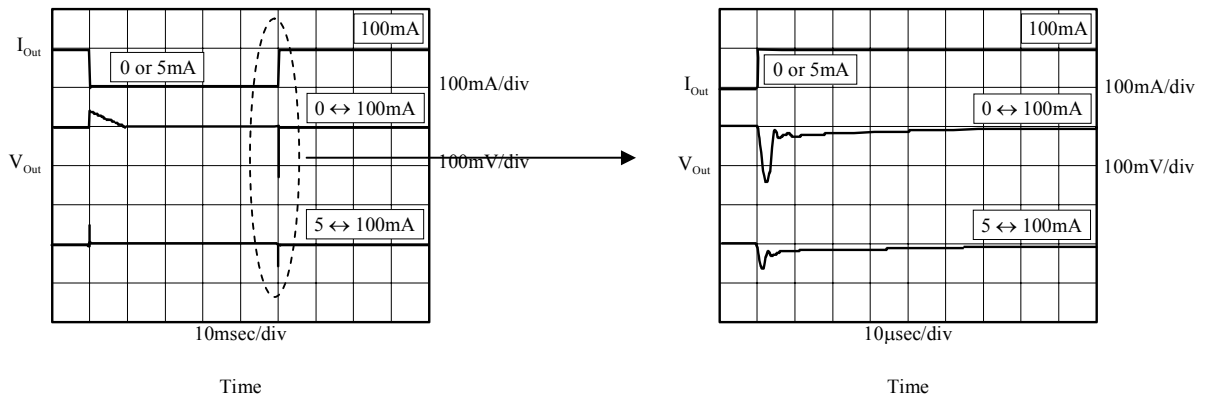 100mA
I_Out
0 or 5mA
100mA/div
0 ↔ 100mA
V_Out
100mV/div
5 ↔ 100mA
10msec/div
Time
100mA
0 or 5mA
I_Out
100mA/div
0 ↔ 100mA
V_Out
100mV/div
5 ↔ 100mA
10μsec/div
Time